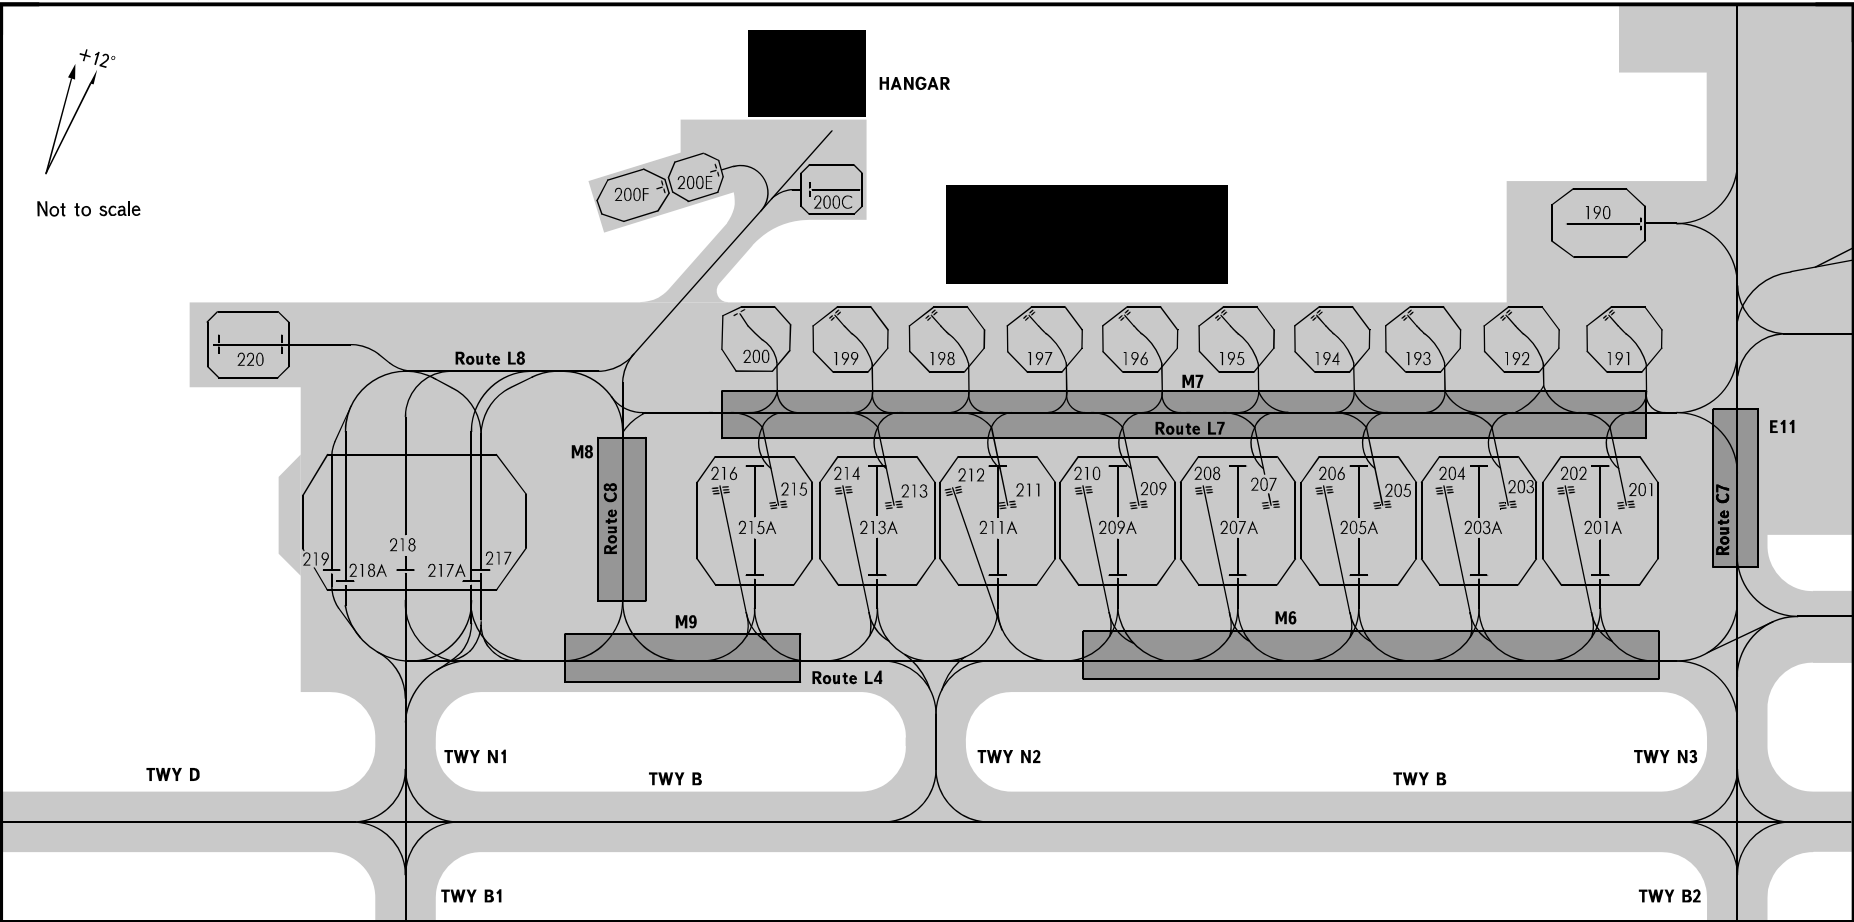 +12°
HANGAR
200F
200E
200C
190
Not to scale
220
Route L8
200
199
198
197
196
195
194
193
192
191
M7
Route L7
E11
M8
Route C8
Route C7
216
215
215A
214
213
213A
212
211
211A
210
209
209A
208
207
207A
206
205
205A
204
203
203A
202
201
201A
219
218A
218
217A
217
M9
M6
Route L4
TWY D
TWY N1
TWY B
TWY N2
TWY B
TWY N3
TWY B1
TWY B2